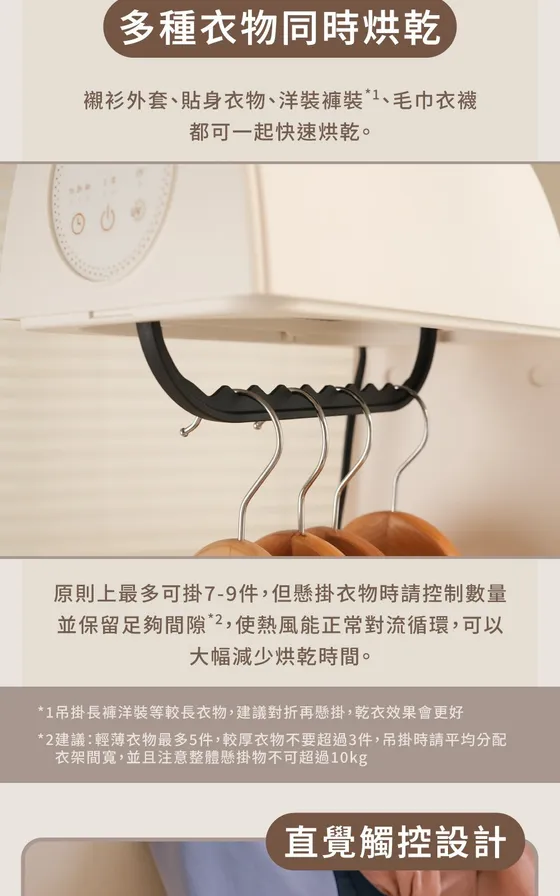 多種衣物同時烘乾
襯衫外套、貼身衣物、洋裝褲裝*1、毛巾衣襪
都可一起快速烘乾。
原則上最多可掛7-9件，但懸掛衣物時請控制數量
並保留足夠間隙*2，使熱風能正常對流循環，可以
大幅減少烘乾時間。
*1吊掛長褲洋裝等較長衣物，建議對折再懸掛，乾衣效果會更好
*2建議：輕薄衣物最多5件，較厚衣物不要超過3件，吊掛時請平均分配
衣架間寬，並且注意整體懸掛物不可超過10kg
直覺觸控設計